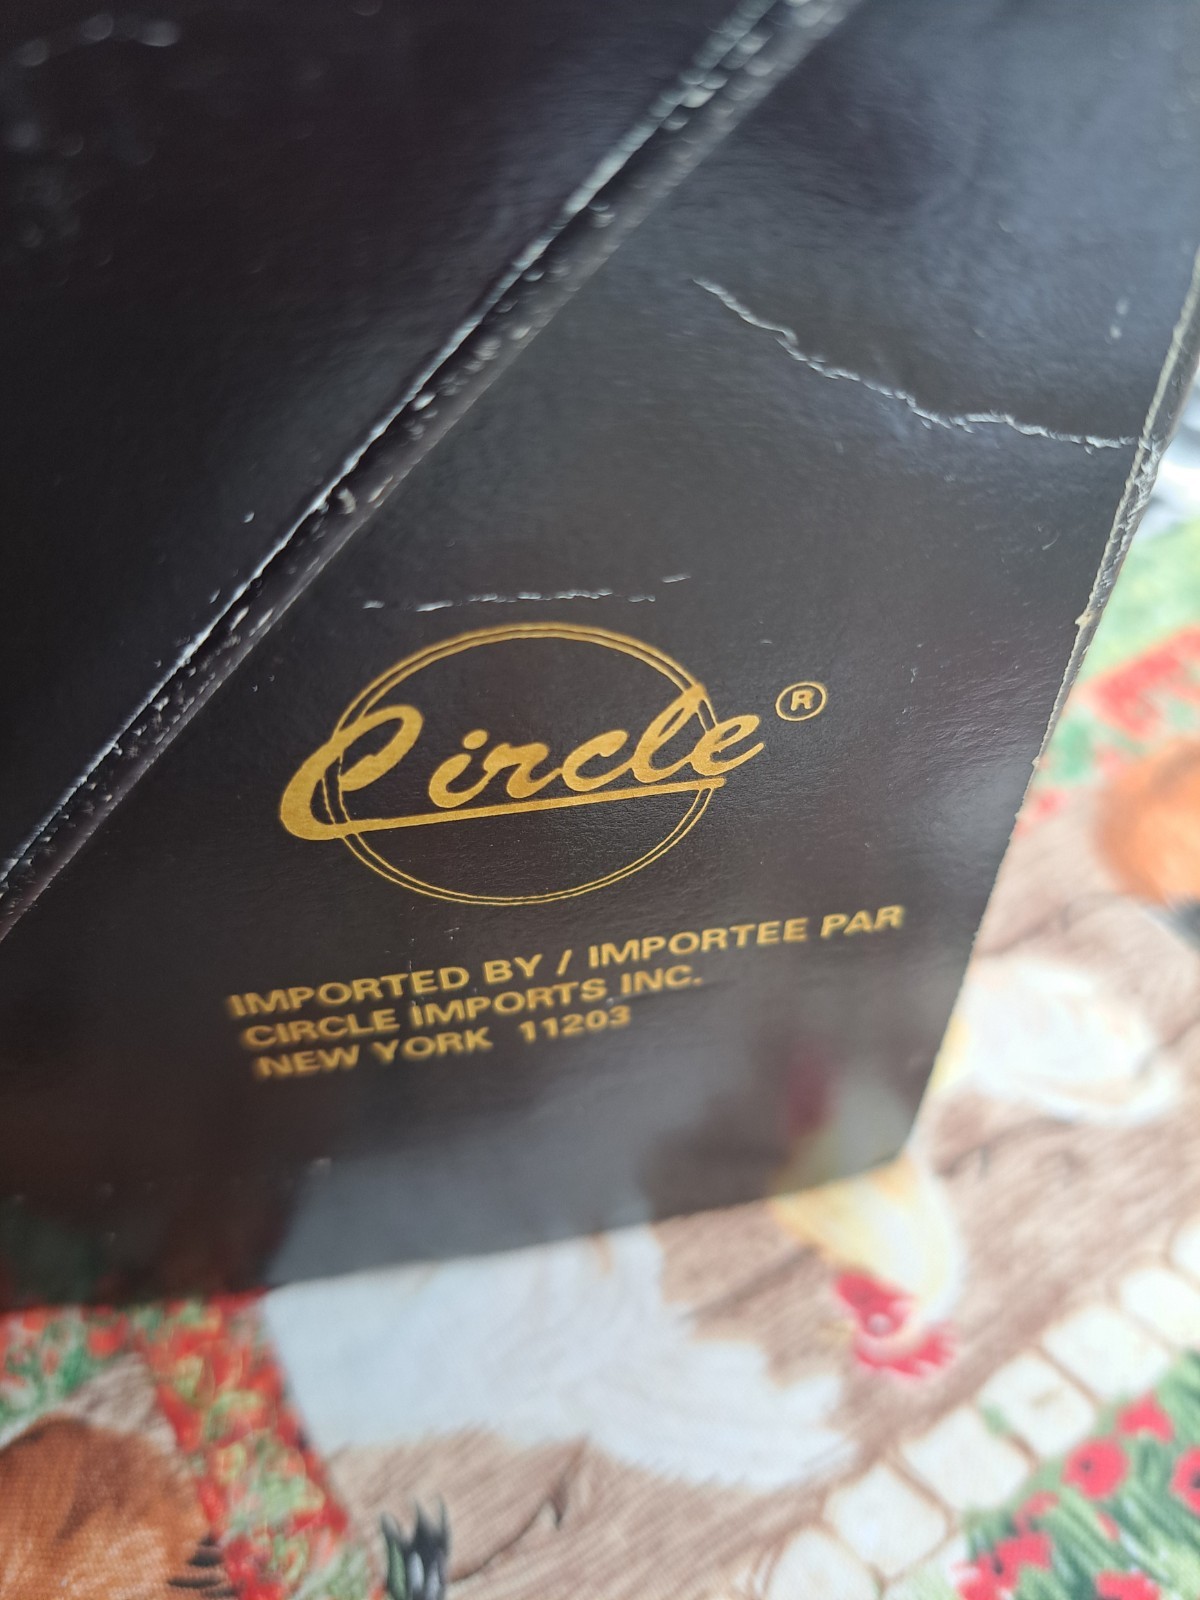 Circle ®
IMPORTED BY / IMPORTEE PAR
CIRCLE IMPORTS INC.
NEW YORK 11203